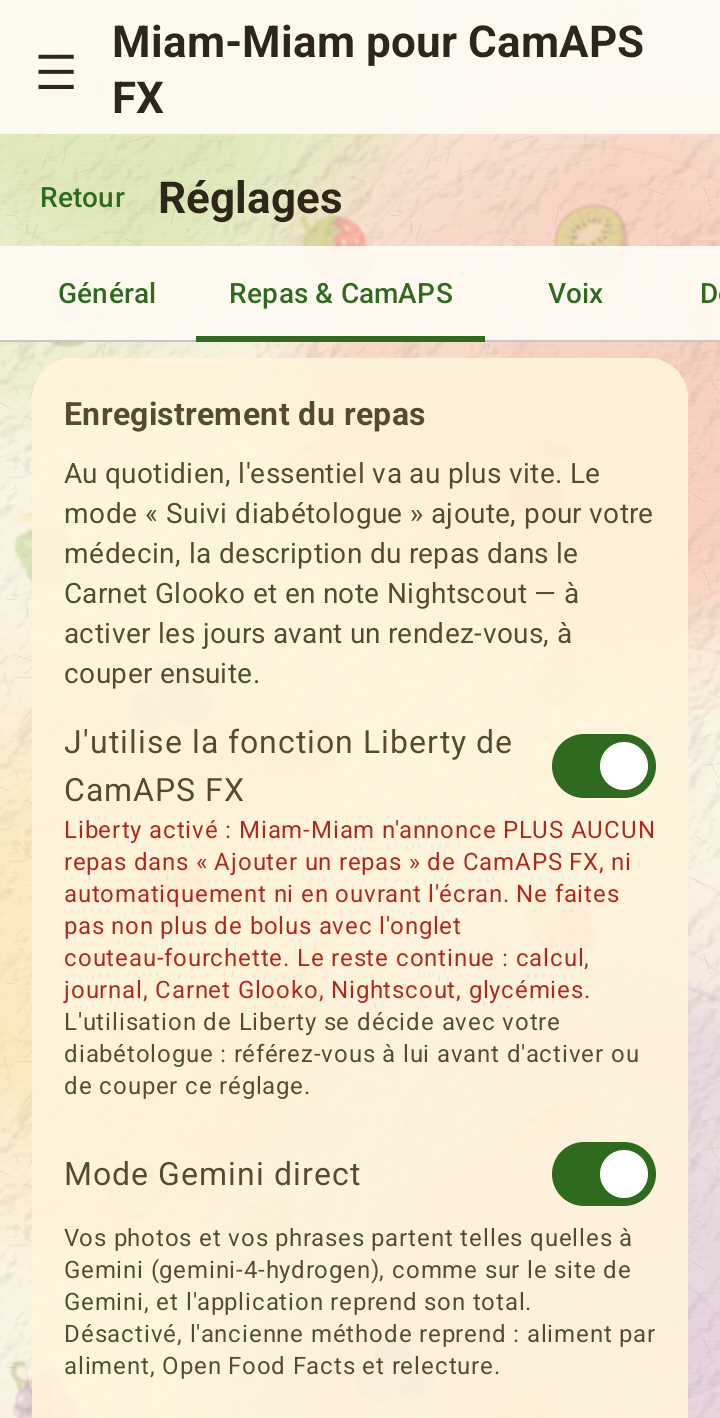 Miam-Miam pour CamAPS
FX
Retour
Réglages
Général
Repas & CamAPS
Voix
Enregistrement du repas
Au quotidien, l'essentiel va au plus vite. Le
mode « Suivi diabétologue » ajoute, pour votre
médecin, la description du repas dans le
Carnet Glooko et en note Nightscout — à
activer les jours avant un rendez-vous, à
couper ensuite.
J'utilise la fonction Liberty de
CamAPS FX
Liberty activé : Miam-Miam n'annonce PLUS AUCUN
repas dans « Ajouter un repas » de CamAPS FX, ni
automatiquement ni en ouvrant l'écran. Ne faites
pas non plus de bolus avec l'onglet
couteau-fourchette. Le reste continue : calcul,
journal, Carnet Glooko, Nightscout, glycémies.
L'utilisation de Liberty se décide avec votre
diabétologue : référez-vous à lui avant d'activer ou
de couper ce réglage.
Mode Gemini direct
Vos photos et vos phrases partent telles quelles à
Gemini (gemini-4-hydrogen), comme sur le site de
Gemini, et l'application reprend son total.
Désactivé, l'ancienne méthode reprend : aliment par
aliment, Open Food Facts et relecture.